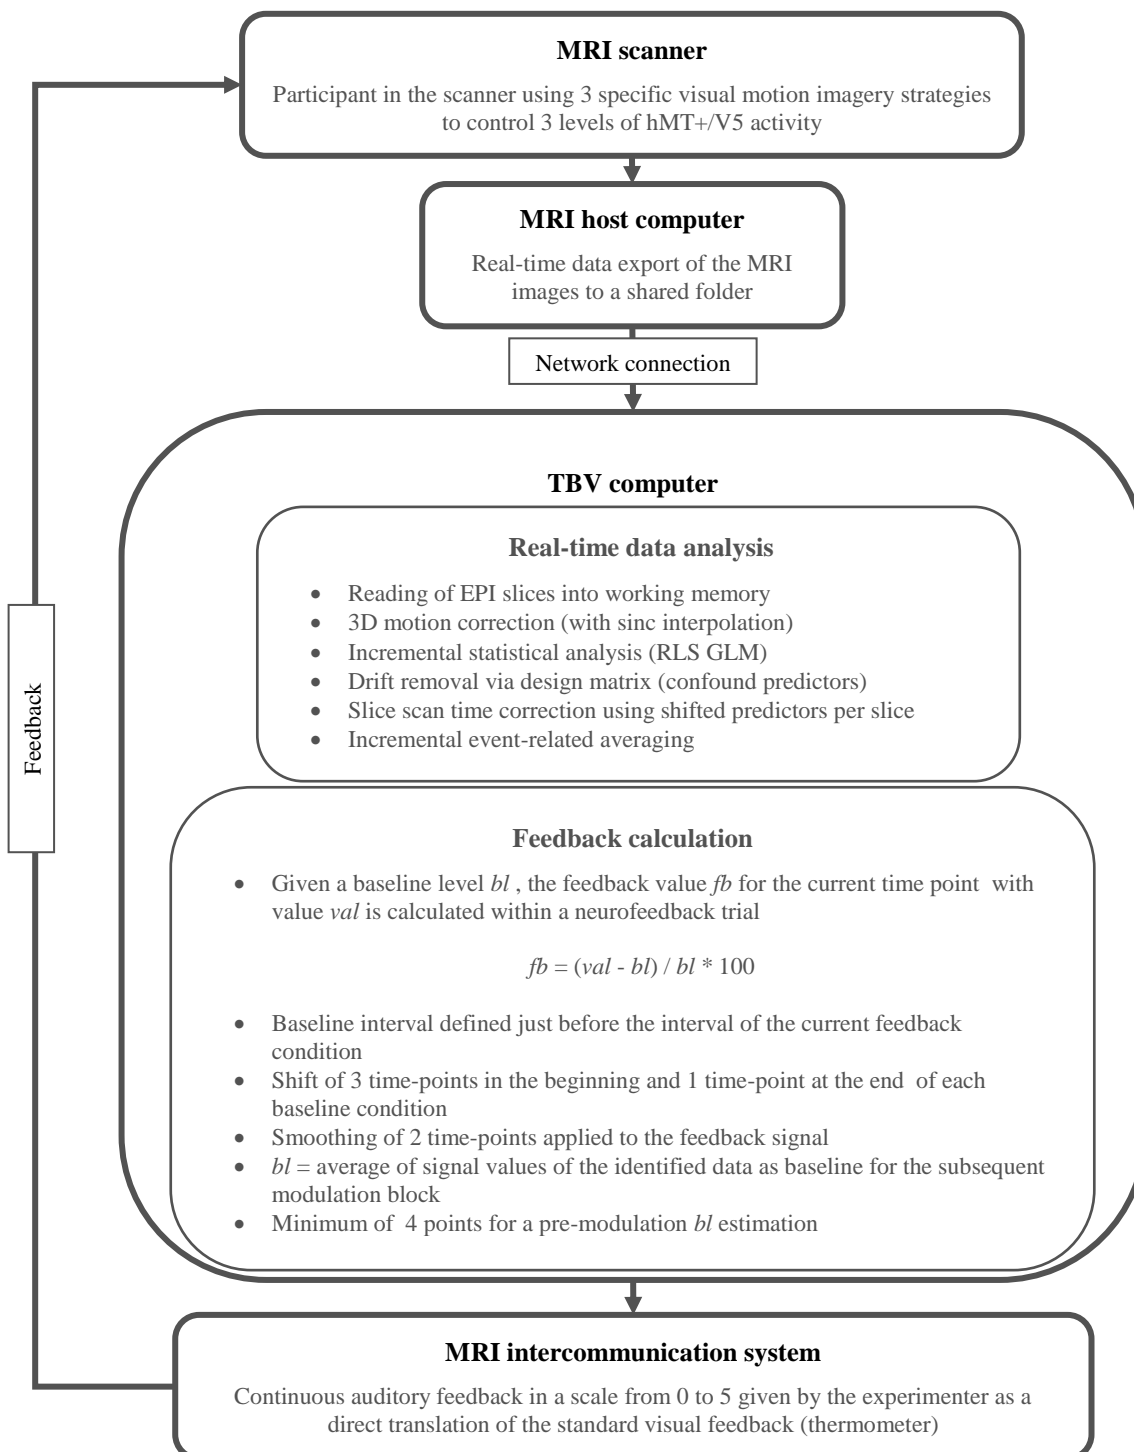 MRI scanner
Participant in the scanner using 3 specific visual motion imagery strategies
to control 3 levels of hMT+/V5 activity
MRI host computer
Real-time data export of the MRI
images to a shared folder
Network connection
TBV computer
Real-time data analysis
• Reading of EPI slices into working memory
• 3D motion correction (with sinc interpolation)
• Incremental statistical analysis (RLS GLM)
• Drift removal via design matrix (confound predictors)
• Slice scan time correction using shifted predictors per slice
• Incremental event-related averaging
Feedback
Feedback calculation
• Given a baseline level bl , the feedback value fb for the current time point with
value val is calculated within a neurofeedback trial
fb = (val - bl) / bl * 100
• Baseline interval defined just before the interval of the current feedback
condition
• Shift of 3 time-points in the beginning and 1 time-point at the end of each
baseline condition
• Smoothing of 2 time-points applied to the feedback signal
• bl = average of signal values of the identified data as baseline for the subsequent
modulation block
• Minimum of 4 points for a pre-modulation bl estimation
MRI intercommunication system
Continuous auditory feedback in a scale from 0 to 5 given by the experimenter as a
direct translation of the standard visual feedback (thermometer)